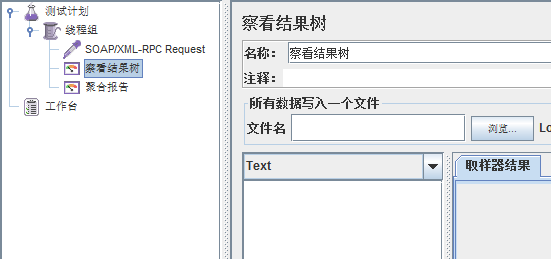 测试计划
线程组
SOAP/XML-RPC Request
察看结果树
聚合报告
工作台
察看结果树
名称： 察看结果树
注释：
所有数据写入一个文件
文件名 浏览... Lo
Text
取样器结果